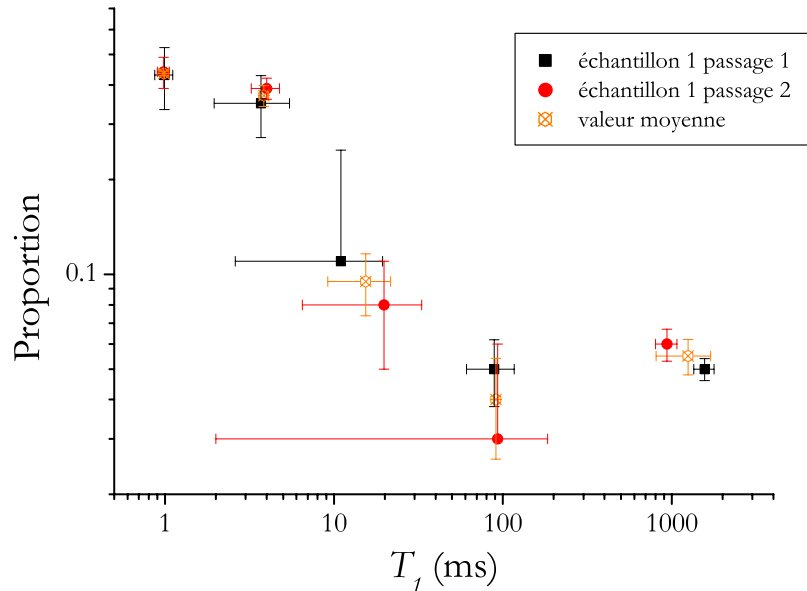 échantillon 1 passage 1
échantillon 1 passage 2
valeur moyenne
Proportion
0.1
1 10 100 1000
T1 (ms)